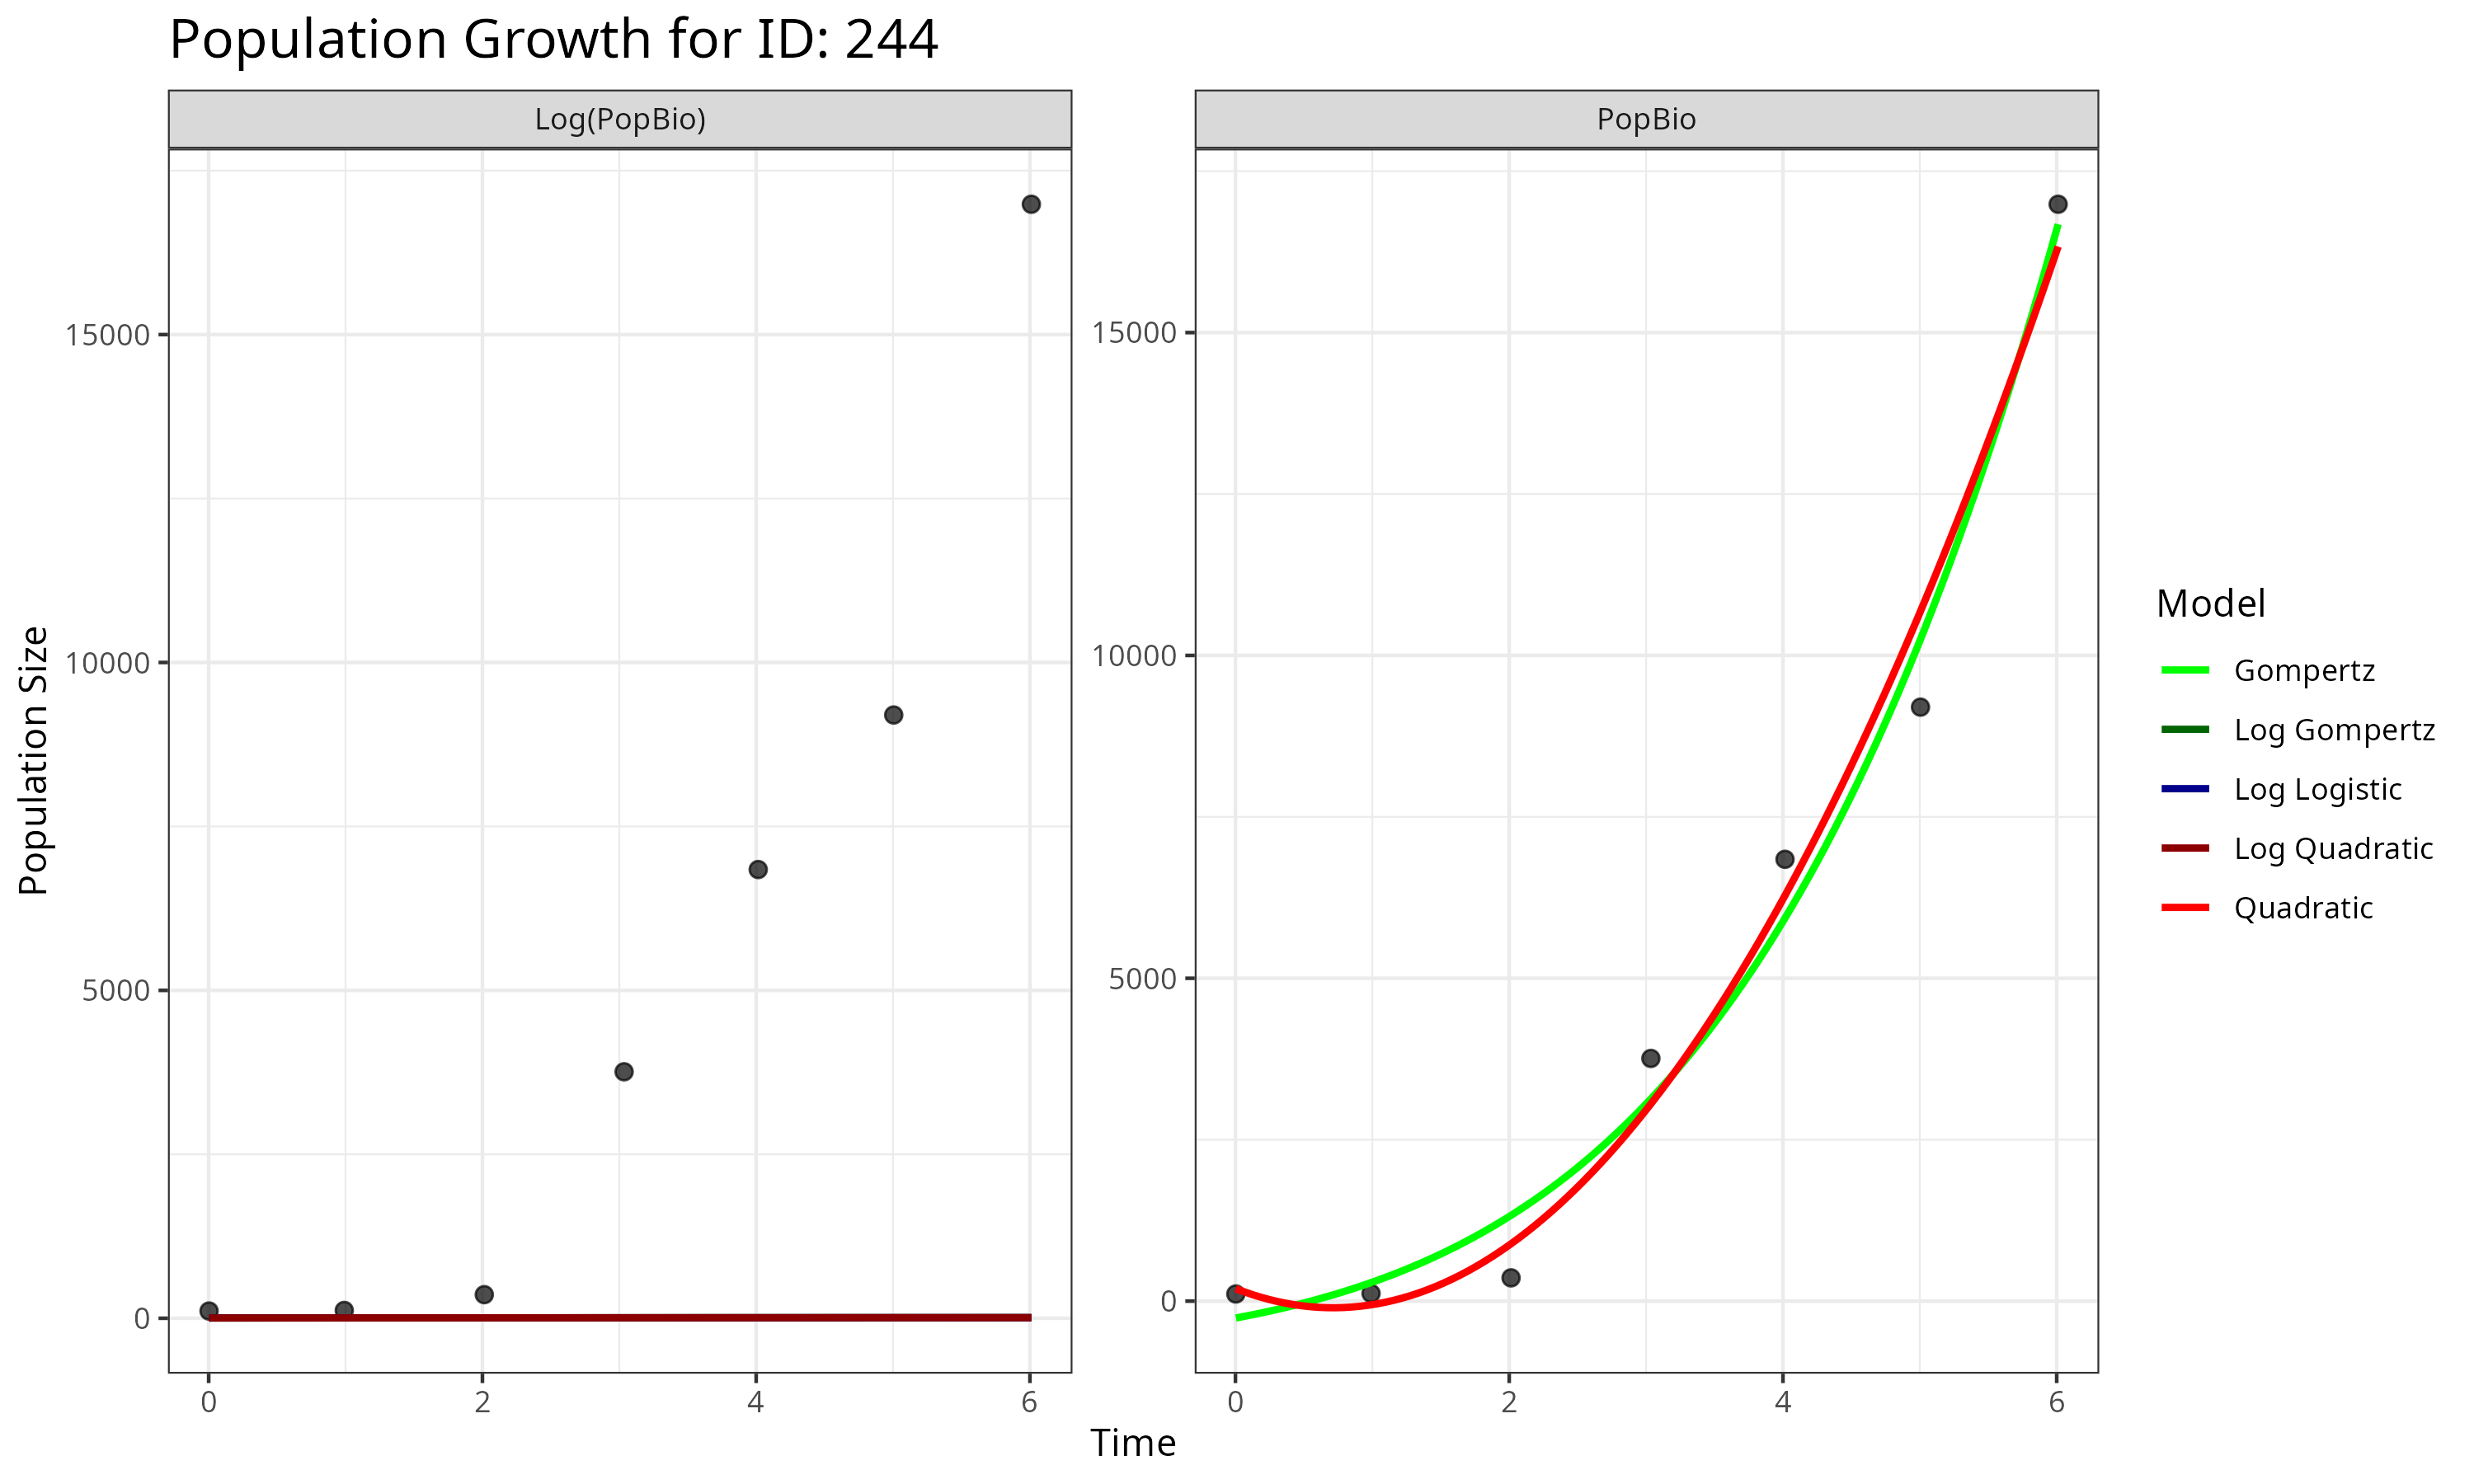 Population Growth for ID: 244
Log(PopBio)
PopBio
Population Size
15000
10000
5000
0
0 2 4 6
15000
10000
5000
0
0 2 4 6
Time
Model
Gompertz
Log Gompertz
Log Logistic
Log Quadratic
Quadratic